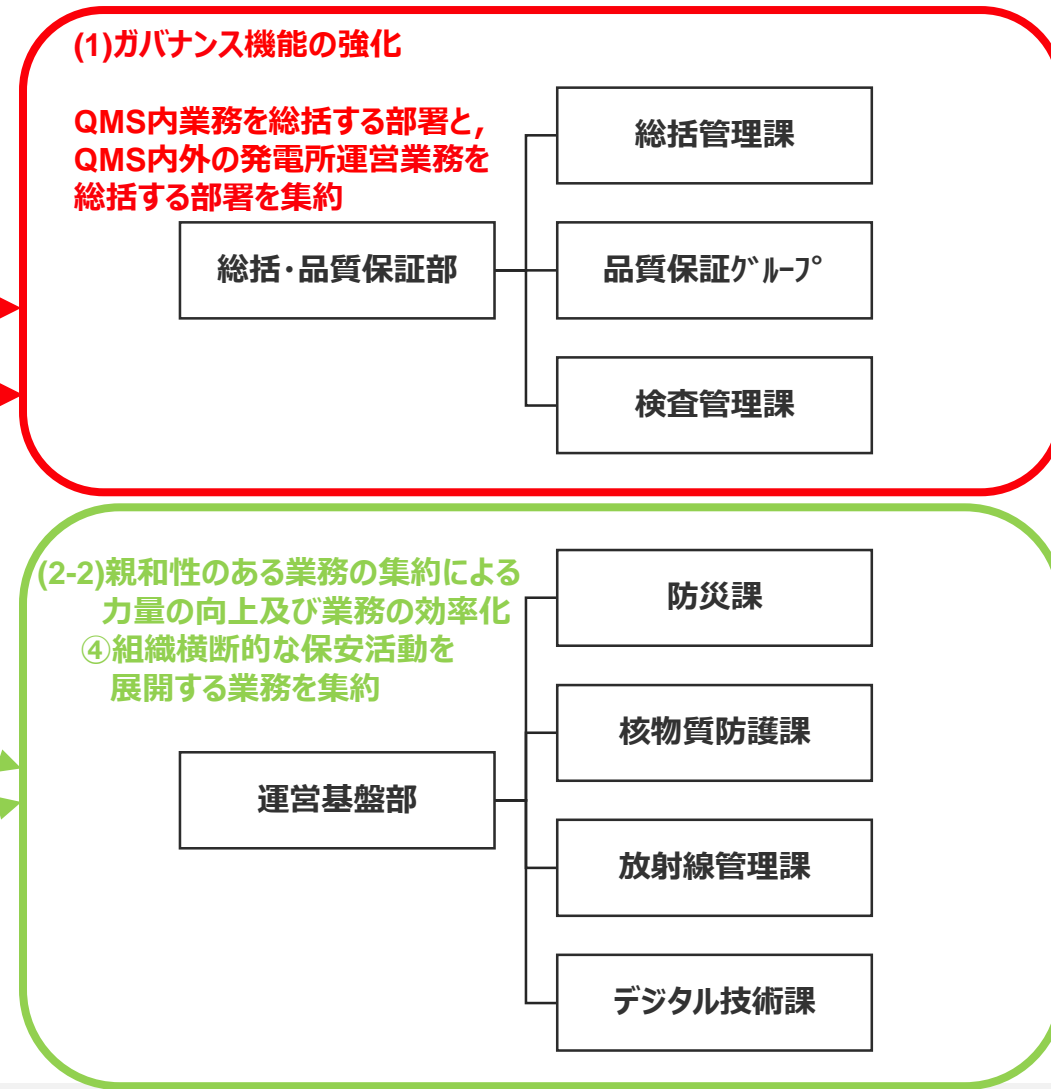 (1)ガバナンス機能の強化
QMS内業務を総括する部署と,
QMS内外の発電所運営業務を
総括する部署を集約
総括・品質保証部
総括管理課
品質保証ｸﾞﾙｰﾌﾟ
検査管理課
(2-2)親和性のある業務の集約による
力量の向上及び業務の効率化
④組織横断的な保安活動を
展開する業務を集約
運営基盤部
防災課
核物質防護課
放射線管理課
デジタル技術課